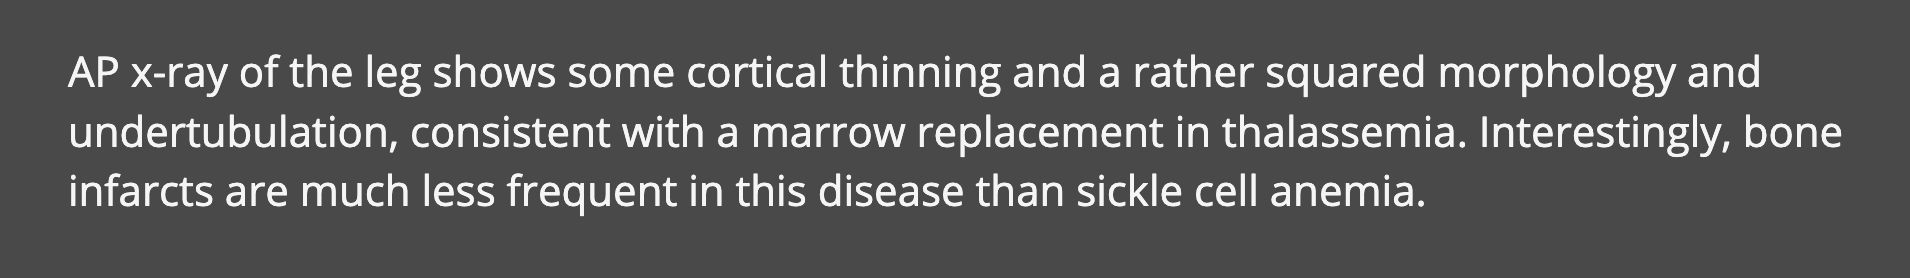 AP x-ray of the leg shows some cortical thinning and a rather squared morphology and
undertubulation, consistent with a marrow replacement in thalassemia. Interestingly, bone
infarcts are much less frequent in this disease than sickle cell anemia.